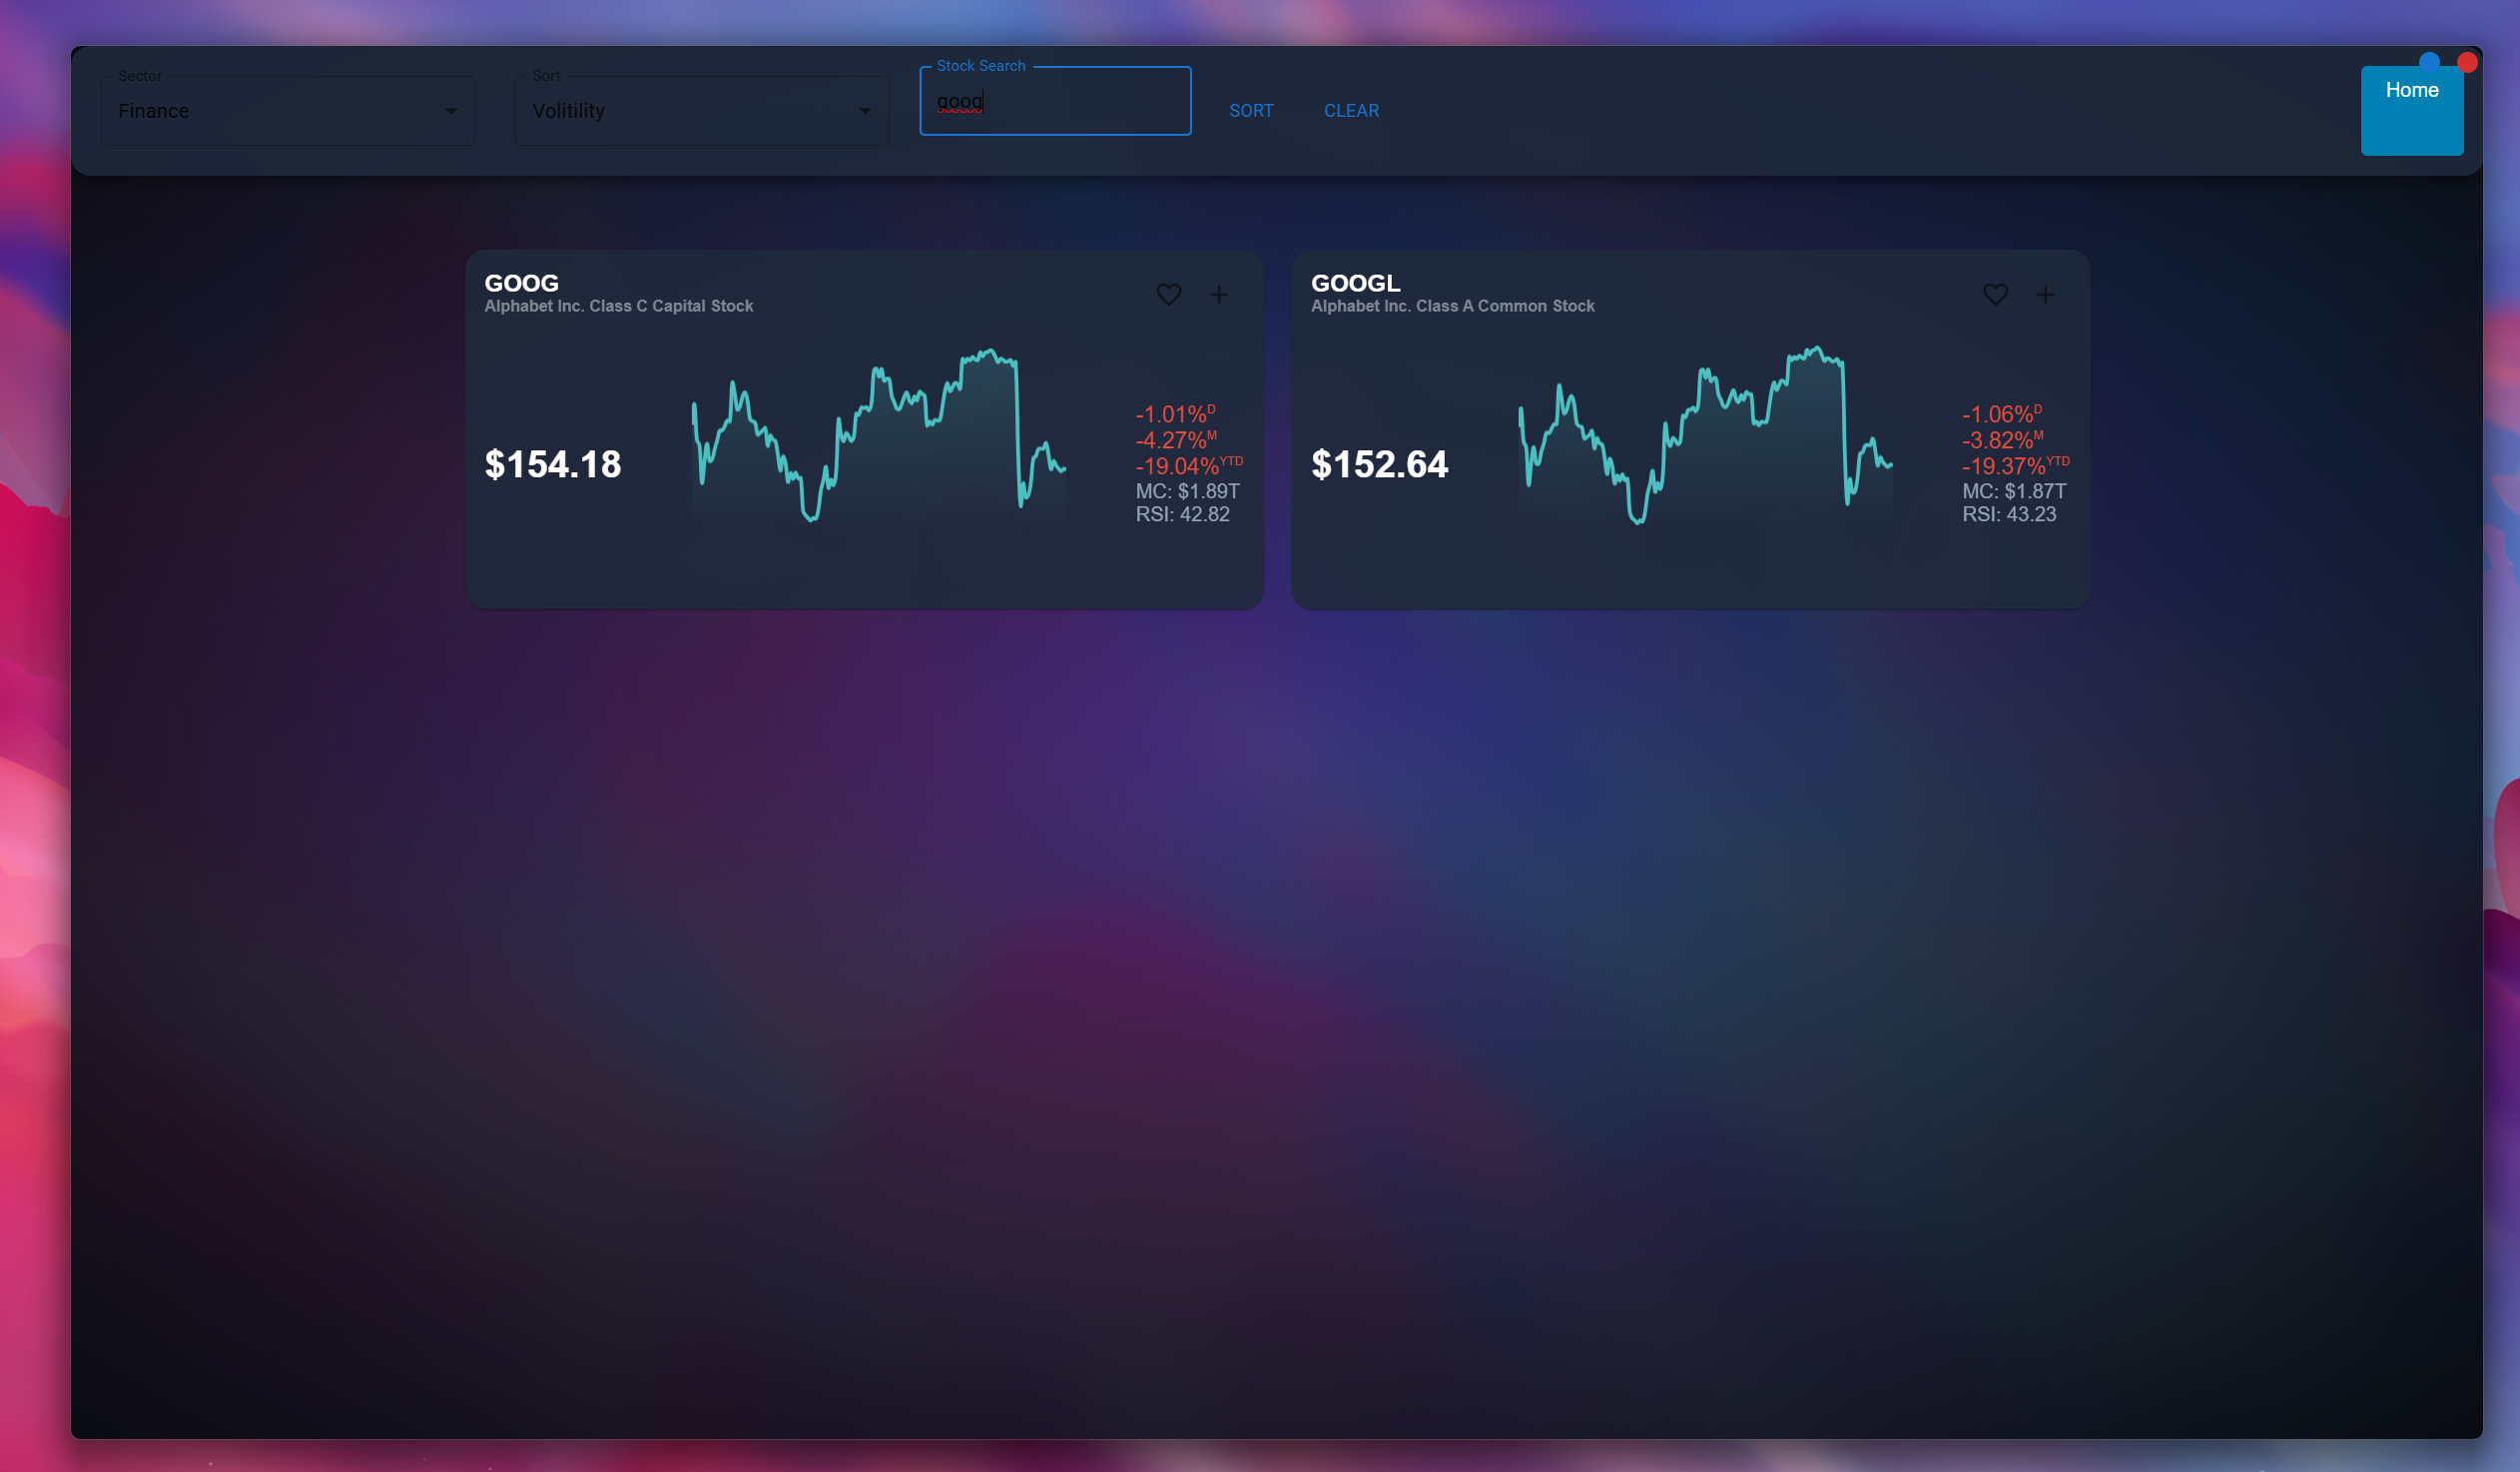 Sector
Finance
Sort
Volitility
Stock Search
goog
SORT
CLEAR
Home
GOOG
Alphabet Inc. Class C Capital Stock
$154.18
-1.01%D
-4.27%M
-19.04%YTD
MC: $1.89T
RSI: 42.82
GOOGL
Alphabet Inc. Class A Common Stock
$152.64
-1.06%D
-3.82%M
-19.37%YTD
MC: $1.87T
RSI: 43.23